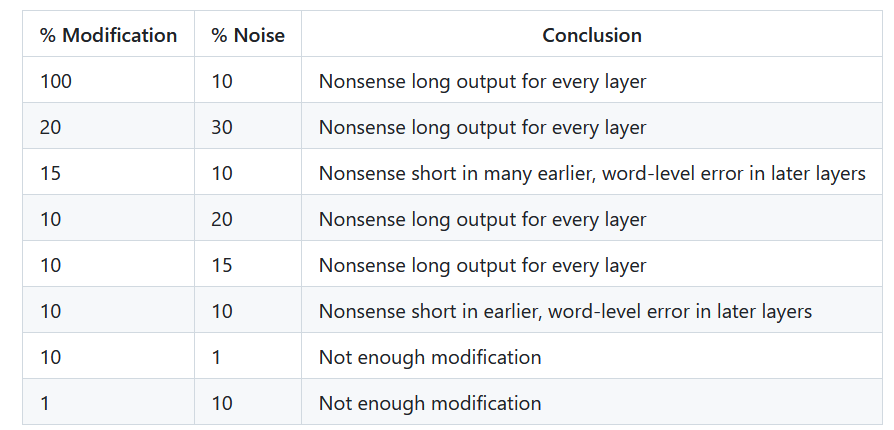 % Modification % Noise Conclusion
100 10 Nonsense long output for every layer
20 30 Nonsense long output for every layer
15 10 Nonsense short in many earlier, word-level error in later layers
10 20 Nonsense long output for every layer
10 15 Nonsense long output for every layer
10 10 Nonsense short in earlier, word-level error in later layers
10 1 Not enough modification
1 10 Not enough modification